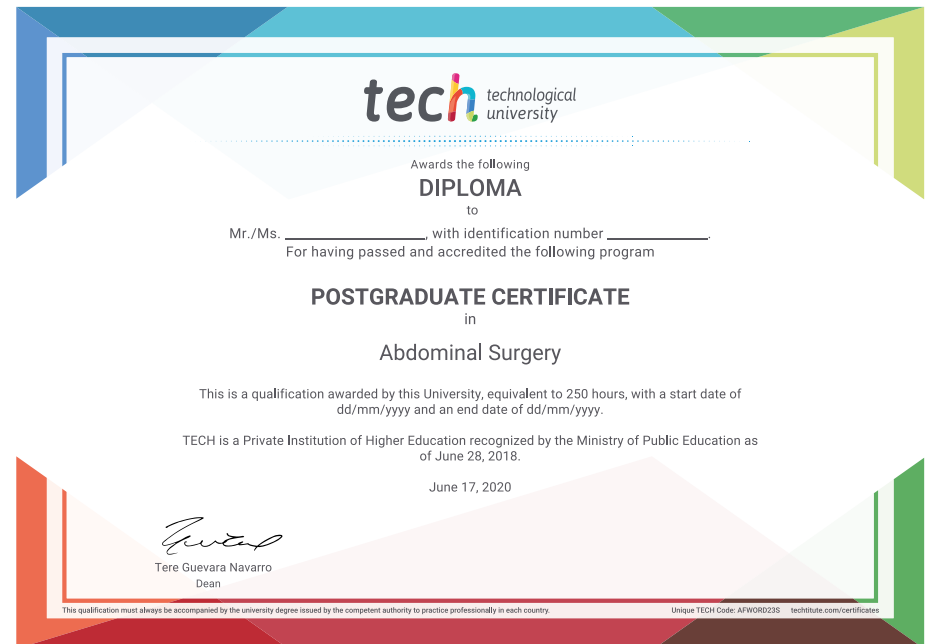 tech technological
university
Awards the following
DIPLOMA
to
Mr./Ms. ____________________, with identification number ______________.
For having passed and accredited the following program
POSTGRADUATE CERTIFICATE
in
Abdominal Surgery
This is a qualification awarded by this University, equivalent to 250 hours, with a start date of
dd/mm/yyyy and an end date of dd/mm/yyyy.
TECH is a Private Institution of Higher Education recognized by the Ministry of Public Education as
of June 28, 2018.
June 17, 2020
Tere Guevara Navarro
Dean
This qualification must always be accompanied by the university degree issued by the competent authority to practice professionally in each country. Unique TECH Code: AFWORD23S techtitute.com/certificates